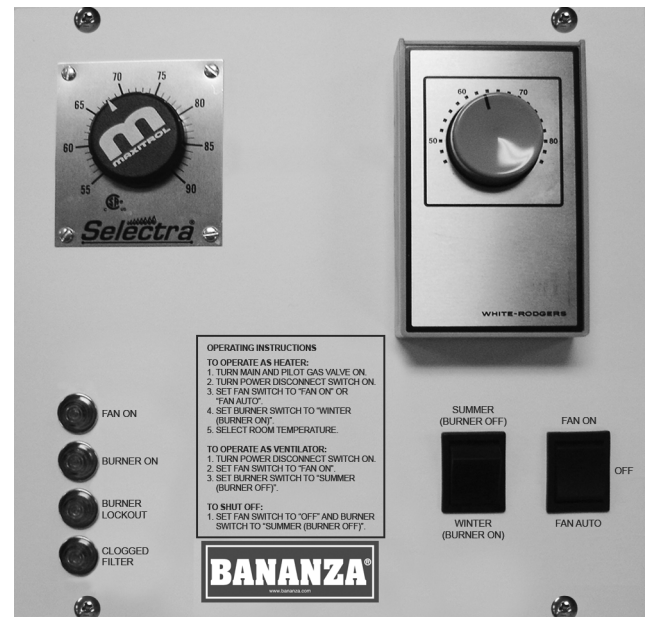 70 75
65 80
60 85
55 90
m
MAXITROL
Selectra®
60 70
50 80
WHITE-RODGERS
OPERATING INSTRUCTIONS
TO OPERATE AS HEATER:
1. TURN MAIN AND PILOT GAS VALVE ON.
2. TURN POWER DISCONNECT SWITCH ON.
3. SET FAN SWITCH TO “FAN ON” OR
“FAN AUTO”.
4. SET BURNER SWITCH TO “WINTER
(BURNER ON)”.
5. SELECT ROOM TEMPERATURE.
TO OPERATE AS VENTILATOR:
1. TURN POWER DISCONNECT SWITCH ON.
2. SET FAN SWITCH TO “FAN ON”.
3. SET BURNER SWITCH TO “SUMMER
(BURNER OFF)”.
TO SHUT OFF:
1. SET FAN SWITCH TO “OFF” AND BURNER
SWITCH TO “SUMMER (BURNER OFF)”.
BANANZA®
www.bananza.com
FAN ON
BURNER ON
BURNER
LOCKOUT
CLOGGED
FILTER
SUMMER
(BURNER OFF)
WINTER
(BURNER ON)
FAN ON
OFF
FAN AUTO